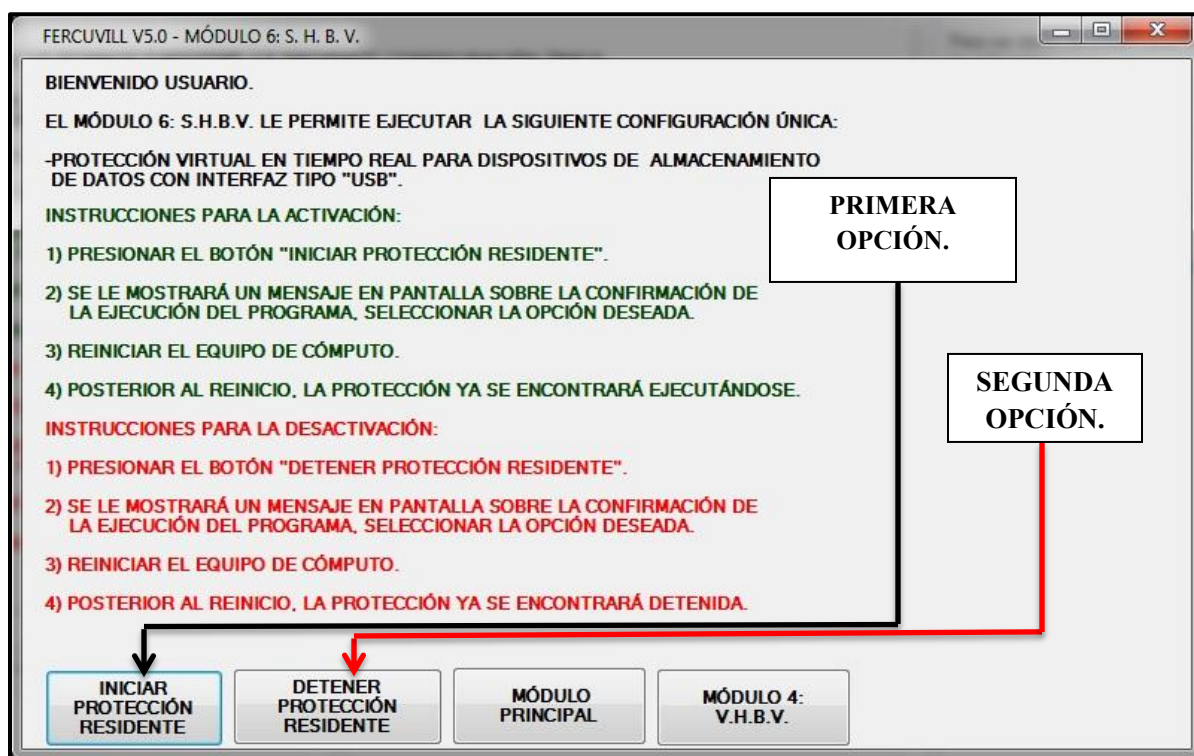 FERCUVILL V5.0 - MÓDULO 6: S. H. B. V.
BIENVENIDO USUARIO.
EL MÓDULO 6: S.H.B.V. LE PERMITE EJECUTAR LA SIGUIENTE CONFIGURACIÓN ÚNICA:
-PROTECCIÓN VIRTUAL EN TIEMPO REAL PARA DISPOSITIVOS DE ALMACENAMIENTO
DE DATOS CON INTERFAZ TIPO "USB".
PRIMERA
OPCIÓN.
INSTRUCCIONES PARA LA ACTIVACIÓN:
1) PRESIONAR EL BOTÓN "INICIAR PROTECCIÓN RESIDENTE".
2) SE LE MOSTRARÁ UN MENSAJE EN PANTALLA SOBRE LA CONFIRMACIÓN DE
LA EJECUCIÓN DEL PROGRAMA, SELECCIONAR LA OPCIÓN DESEADA.
3) REINICIAR EL EQUIPO DE CÓMPUTO.
4) POSTERIOR AL REINICIO, LA PROTECCIÓN YA SE ENCONTRARÁ EJECUTÁNDOSE.
SEGUNDA
OPCIÓN.
INSTRUCCIONES PARA LA DESACTIVACIÓN:
1) PRESIONAR EL BOTÓN "DETENER PROTECCIÓN RESIDENTE".
2) SE LE MOSTRARÁ UN MENSAJE EN PANTALLA SOBRE LA CONFIRMACIÓN DE
LA EJECUCIÓN DEL PROGRAMA, SELECCIONAR LA OPCIÓN DESEADA.
3) REINICIAR EL EQUIPO DE CÓMPUTO.
4) POSTERIOR AL REINICIO, LA PROTECCIÓN YA SE ENCONTRARÁ DETENIDA.
INICIAR
PROTECCIÓN
RESIDENTE
DETENER
PROTECCIÓN
RESIDENTE
MÓDULO
PRINCIPAL
MÓDULO 4:
V.H.B.V.